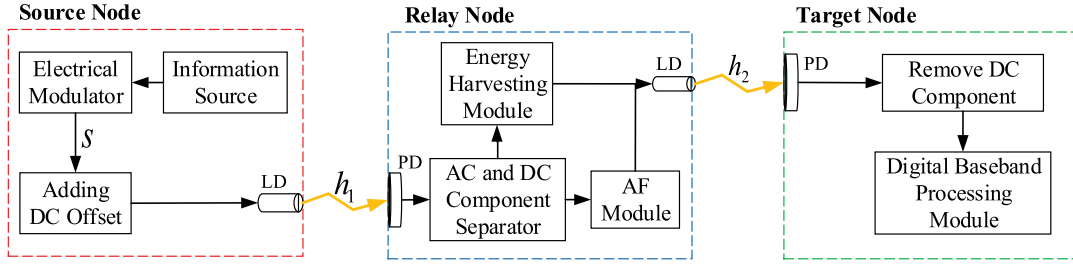 Source Node
Relay Node
Target Node
Electrical
Modulator
Information
Source
s
Adding
DC Offset
LD
h1
PD
Energy
Harvesting
Module
AC and DC
Component
Separator
AF
Module
LD
h2
PD
Remove DC
Component
Digital Baseband
Processing
Module